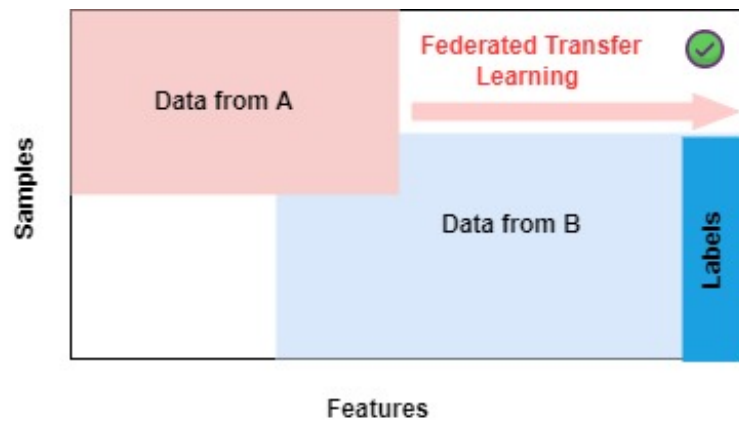 Federated Transfer
Learning
Data from A
Samples
Data from B
Labels
Features